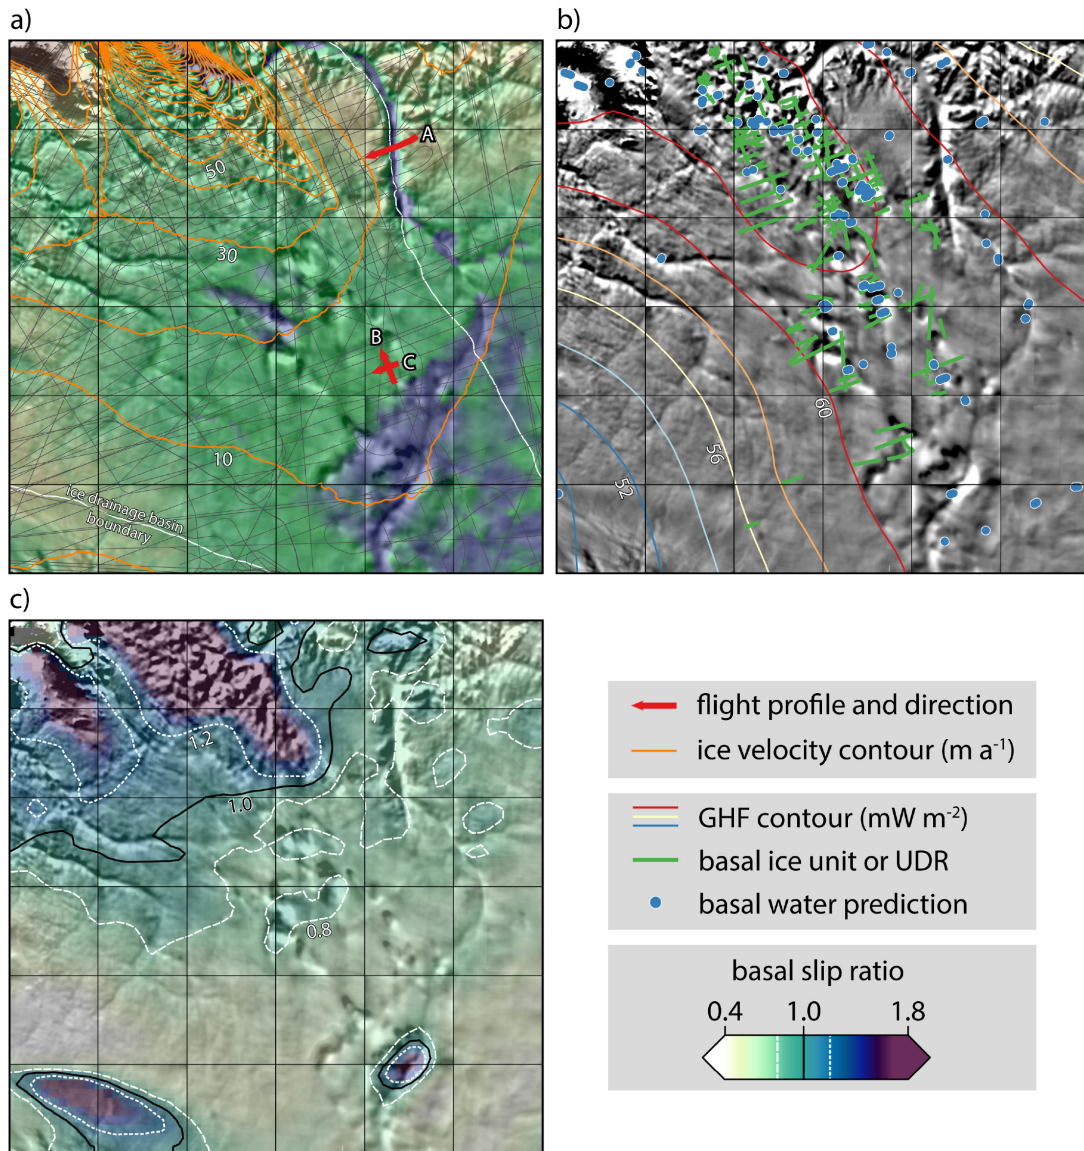 a)
50
A
30
B
C
10
ice drainage basin
boundary
b)
60
56
52
c)
1.2
1.0
0.8
flight profile and direction
ice velocity contour (m a⁻¹)
GHF contour (mW m⁻²)
basal ice unit or UDR
basal water prediction
basal slip ratio
0.4 1.0 1.8